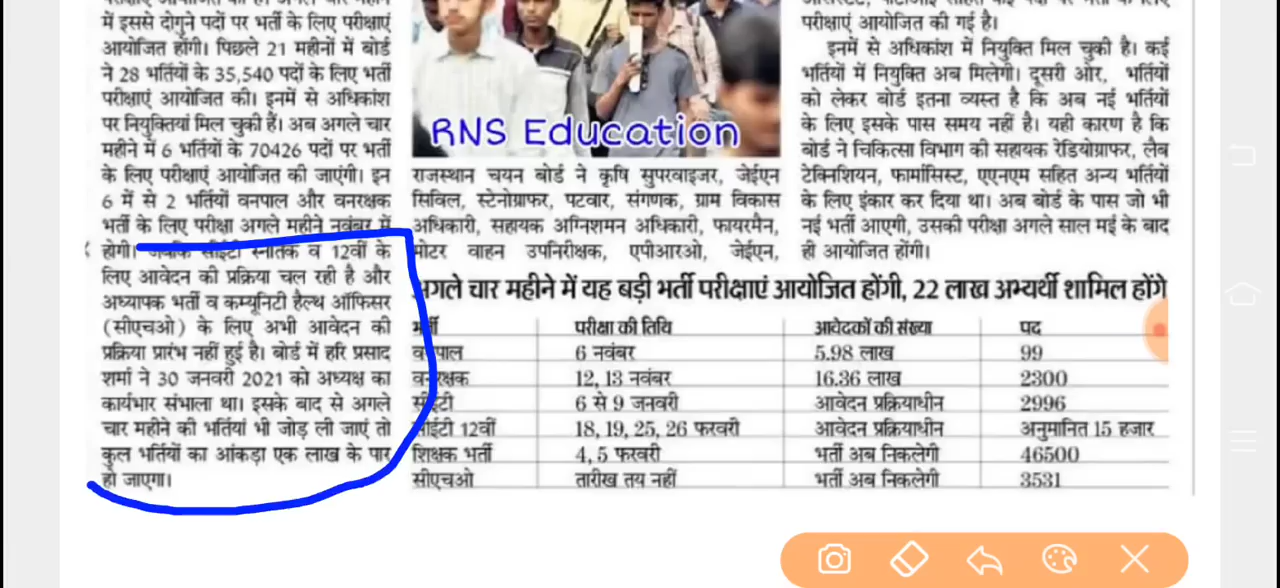 में इससे दोगुने पदों पर भर्ती के लिए परीक्षाएं
आयोजित होंगी। पिछले 21 महीनों में बोर्ड
ने 28 भर्तियों के 35,540 पदों के लिए भर्ती
परीक्षाएं आयोजित की। इनमें से अधिकांश
पर नियुक्तियां मिल चुकी हैं। अब अगले चार
महीने में 6 भर्तियों के 70426 पदों पर भर्ती
के लिए परीक्षाएं आयोजित की जाएंगी। इन
6 में से 2 भर्तियों वनपाल और वनरक्षक
भर्ती के लिए परीक्षा अगले महीने नवंबर में
होगी। जबकि सीईटी स्नातक व 12वीं के
लिए आवेदन की प्रक्रिया चल रही है और
अध्यापक भर्ती व कम्यूनिटी हैल्थ ऑफिसर
(सीएचओ) के लिए अभी आवेदन की
प्रक्रिया प्रारंभ नहीं हुई है। बोर्ड में हरि प्रसाद
शर्मा ने 30 जनवरी 2021 को अध्यक्ष का
कार्यभार संभाला था। इसके बाद से अगले
चार महीने की भर्तियां भी जोड़ ली जाएं तो
कुल भर्तियों का आंकड़ा एक लाख के पार
हो जाएगा।
RNS Education
राजस्थान चयन बोर्ड ने कृषि सुपरवाइजर, जेईएन
सिविल, स्टेनोग्राफर, पटवार, संगणक, ग्राम विकास
अधिकारी, सहायक अग्निशमन अधिकारी, फायरमैन,
मोटर वाहन उपनिरीक्षक, एपीआरओ, जेईएन,
परीक्षाएं आयोजित की गई है।
इनमें से अधिकांश में नियुक्ति मिल चुकी है। कई
भर्तियों में नियुक्ति अब मिलेगी। दूसरी ओर, भर्तियों
को लेकर बोर्ड इतना व्यस्त है कि अब नई भर्तियों
के लिए इसके पास समय नहीं है। यही कारण है कि
बोर्ड ने चिकित्सा विभाग की सहायक रेडियोग्राफर, लैब
टेक्निशियन, फार्मासिस्ट, एएनएम सहित अन्य भर्तियों
के लिए इंकार कर दिया था। अब बोर्ड के पास जो भी
नई भर्ती आएगी, उसकी परीक्षा अगले साल मई के बाद
ही आयोजित होंगी।
अगले चार महीने में यह बड़ी भर्ती परीक्षाएं आयोजित होंगी, 22 लाख अभ्यर्थी शामिल होंगे
भर्ती परीक्षा की तिथि आवेदकों की संख्या पद
वनपाल 6 नवंबर 5.98 लाख 99
वनरक्षक 12, 13 नवंबर 16.36 लाख 2300
सीईटी 6 से 9 जनवरी आवेदन प्रक्रियाधीन 2996
सीईटी 12वीं 18, 19, 25, 26 फरवरी आवेदन प्रक्रियाधीन अनुमानित 15 हजार
शिक्षक भर्ती 4, 5 फरवरी भर्ती अब निकलेगी 46500
सीएचओ तारीख तय नहीं भर्ती अब निकलेगी 3531